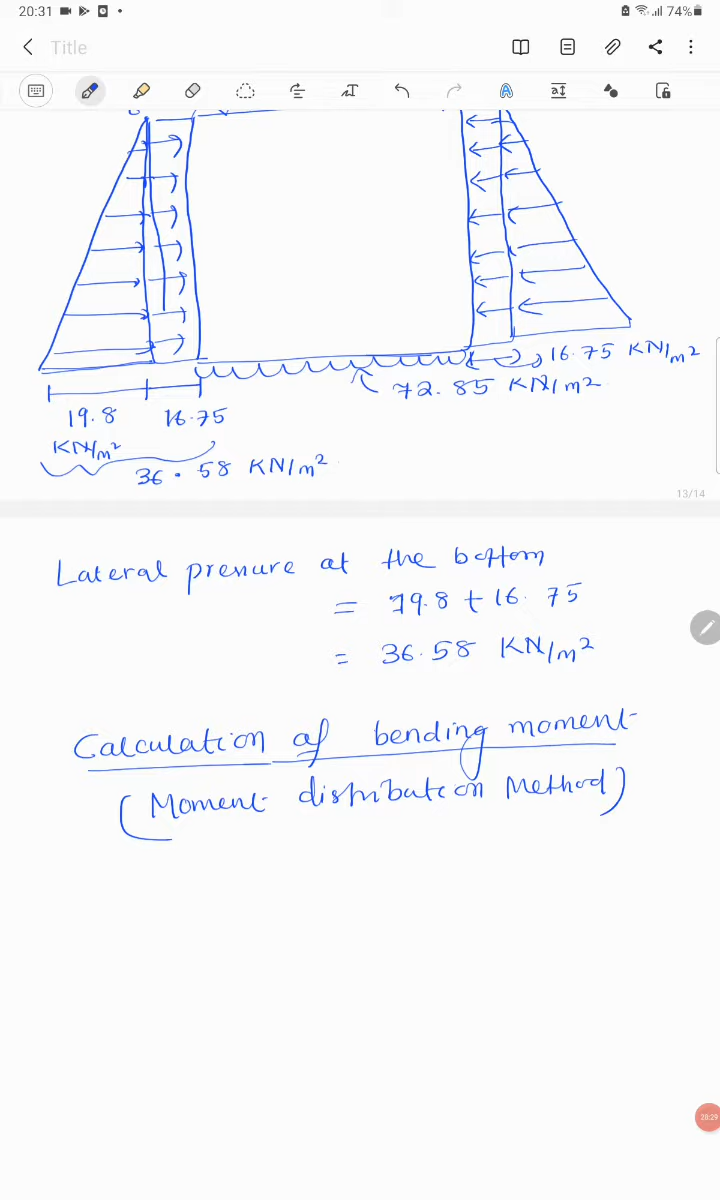 20:31
74%
Title
16.75 KN/m2
72.85 KN/m2
19.8 16.75
KN/m2
36.58 KN/m2
13/14
Lateral pressure at the bottom
= 19.8 + 16.75
= 36.58 KN/m2
Calculation of bending moment
(Moment distribution Method)
20:29